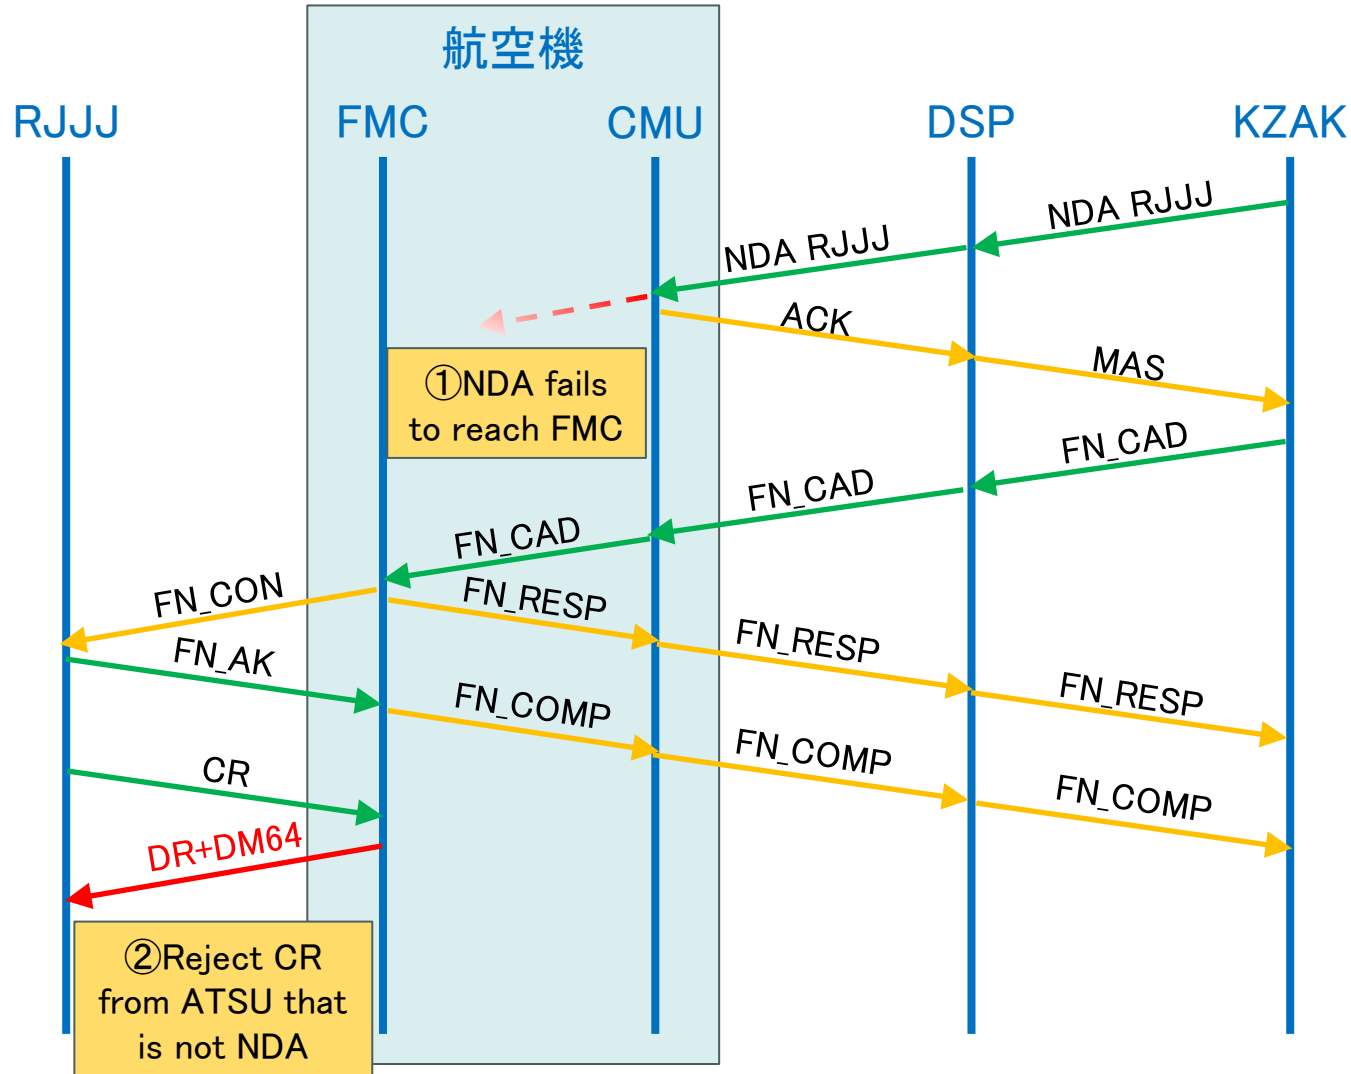 航空機
RJJJ
FMC
CMU
DSP
KZAK
NDA RJJJ
NDA RJJJ
ACK
MAS
①NDA fails
to reach FMC
FN_CAD
FN_CAD
FN_CAD
FN_CON
FN_RESP
FN_RESP
FN_RESP
FN_AK
FN_COMP
FN_COMP
FN_COMP
CR
DR+DM64
②Reject CR
from ATSU that
is not NDA